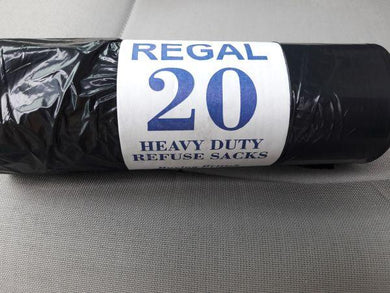 REGAL
20
HEAVY DUTY
REFUSE SACKS